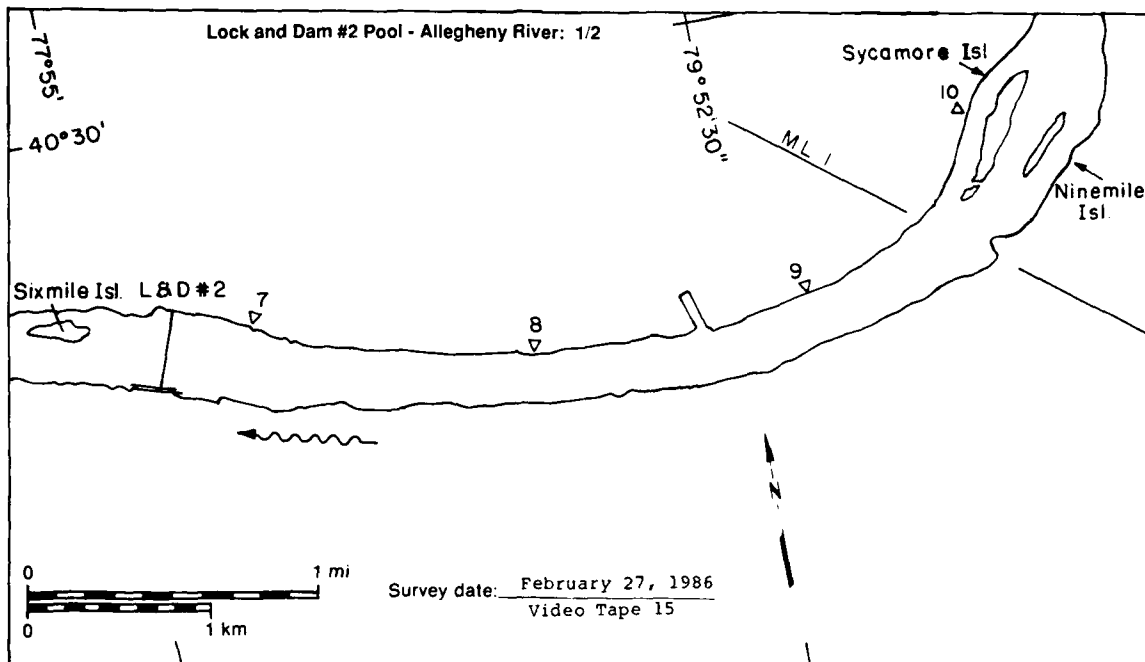 Lock and Dam #2 Pool - Allegheny River: 1/2
77°55'
40°30'
79°52'30"
ML 1
Sycamore Isl
10
Ninemile
Isl.
Sixmile Isl.
L & D #2
7
8
9
N
0
1 mi
0
1 km
Survey date: February 27, 1986
Video Tape 15